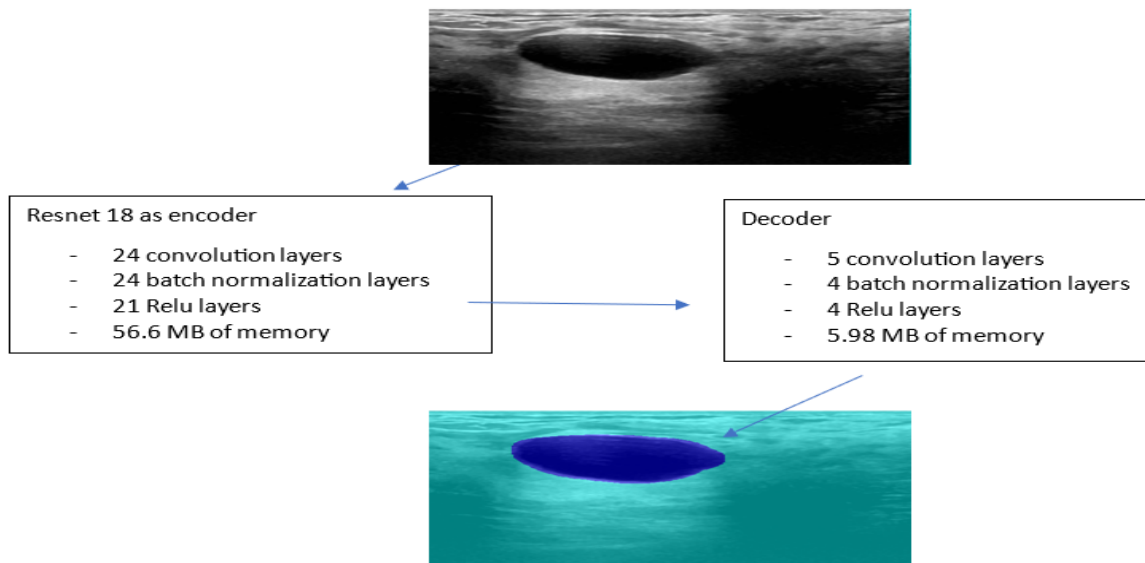 Resnet 18 as encoder
- 24 convolution layers
- 24 batch normalization layers
- 21 Relu layers
- 56.6 MB of memory
Decoder
- 5 convolution layers
- 4 batch normalization layers
- 4 Relu layers
- 5.98 MB of memory